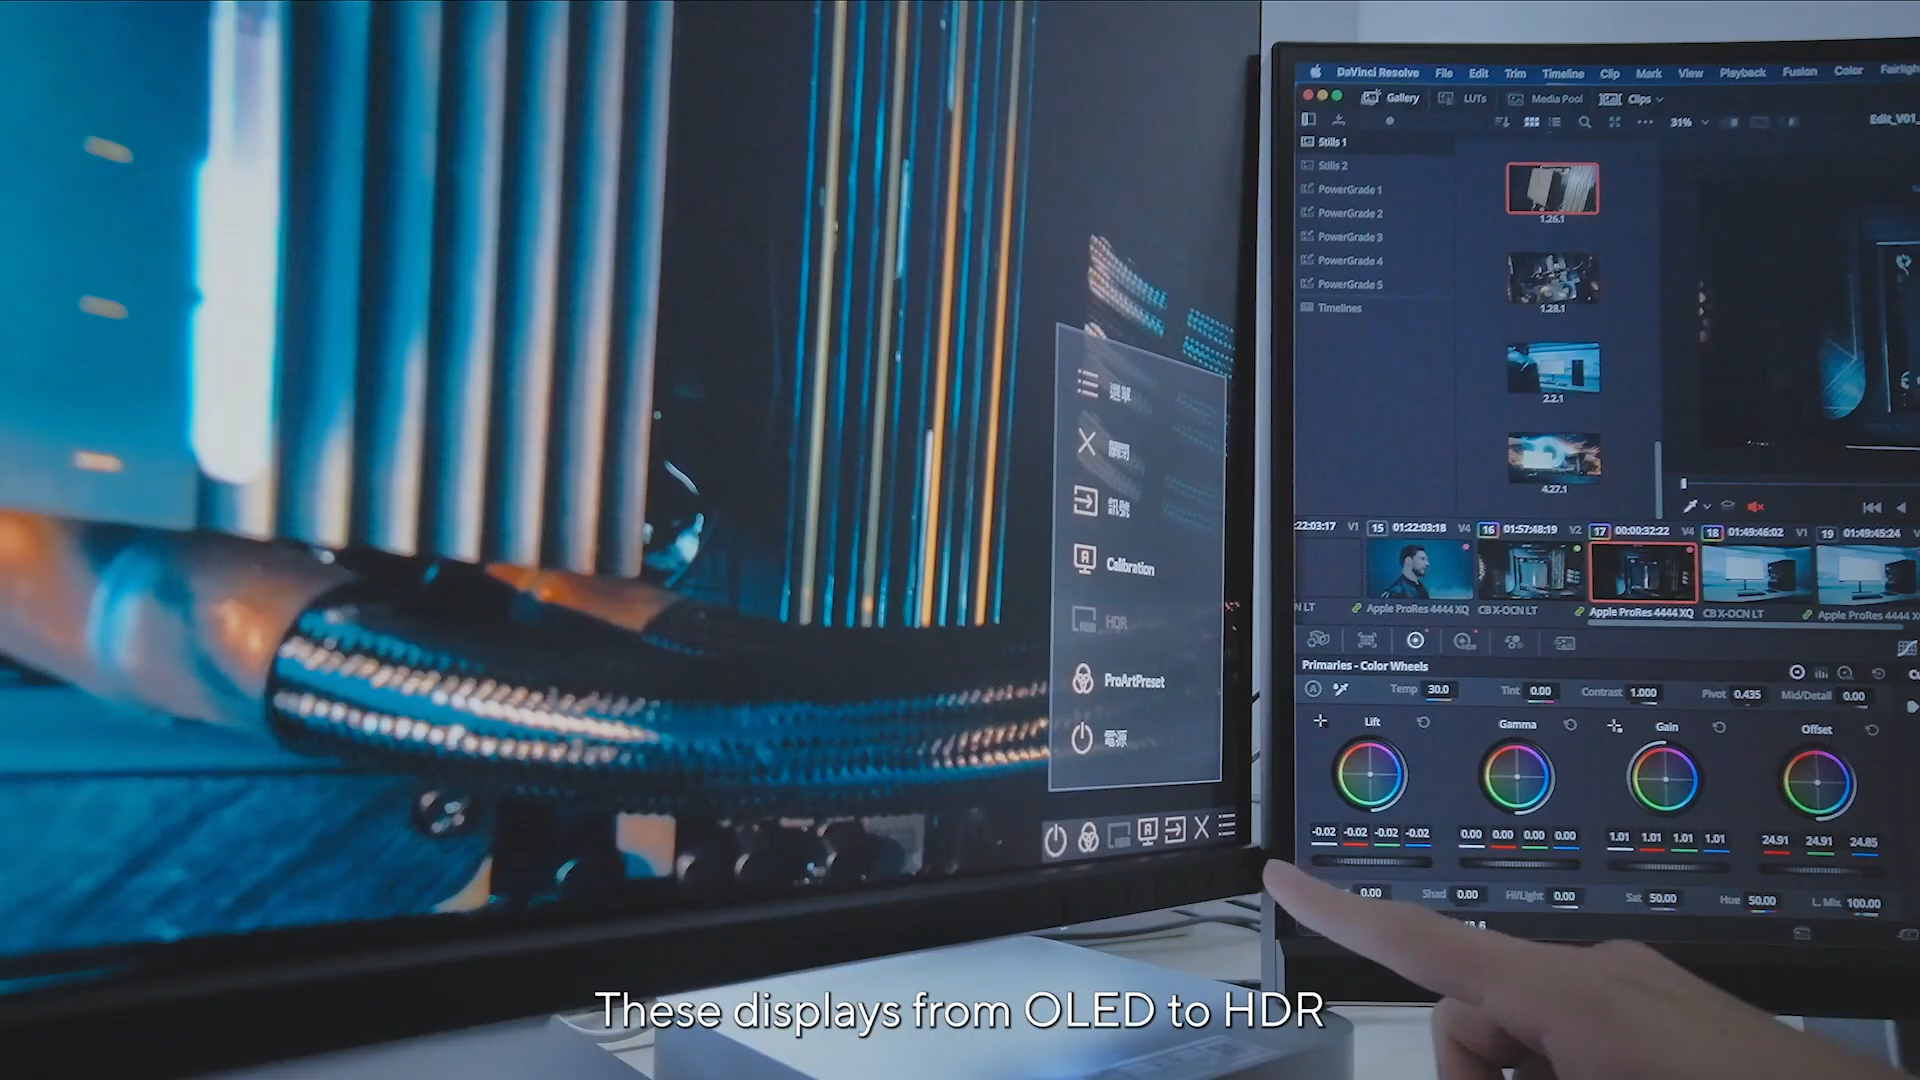 DaVinci Resolve File Edit Trim Timeline Clip Mark View Playback Fusion Color Fairligh
Gallery LUTs Media Pool Clips
31% Edit_V01_
Stills 1
Stills 2
PowerGrade 1
PowerGrade 2
PowerGrade 3
PowerGrade 4
PowerGrade 5
Timelines
1.26.1
1.28.1
2.2.1
4.27.1
選單
關閉
訊號
Calibration
HDR
ProArtPreset
電源
:22:03:17 V1 15 01:22:03:18 V4 16 01:57:48:19 V2 17 00:00:32:22 V4 18 01:49:46:02 V1 19 01:49:45:24
N LT Apple ProRes 4444 XQ CB X-OCN LT Apple ProRes 4444 XQ CB X-OCN LT Apple ProRes 4444 X
Primaries - Color Wheels
Temp 30.0 Tint 0.00 Contrast 1.000 Pivot 0.435 Mid/Detail 0.00
Lift Gamma Gain Offset
-0.02 -0.02 -0.02 -0.02 0.00 0.00 0.00 0.00 1.01 1.01 1.01 1.01 24.91 24.91 24.85
0.00 Shad 0.00 Hi/Light 0.00 Sat 50.00 Hue 50.00 L. Mix 100.00
These displays from OLED to HDR